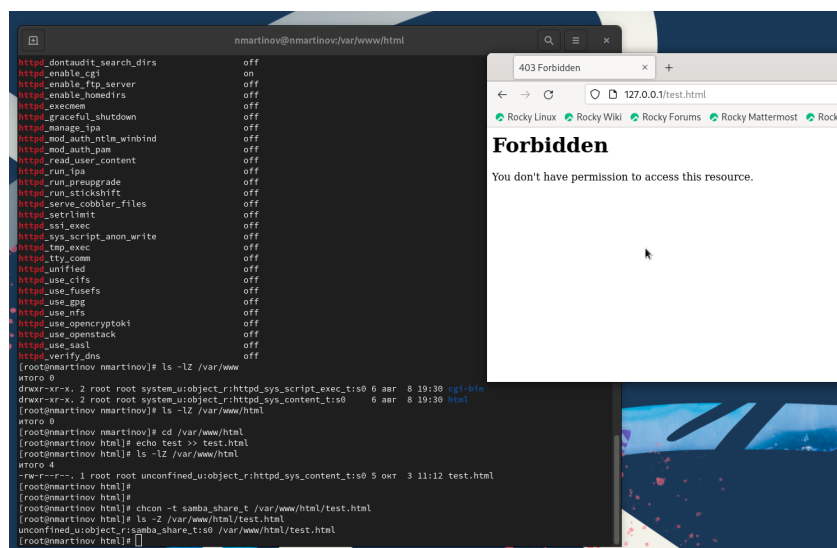 nmartinov@nmartinov:/var/www/html
httpd_dontaudit_search_dirs off
httpd_enable_cgi on
httpd_enable_ftp_server off
httpd_enable_homedirs off
httpd_execmem off
httpd_graceful_shutdown off
httpd_manage_ipa off
httpd_mod_auth_ntlm_winbind off
httpd_mod_auth_pam off
httpd_read_user_content off
httpd_run_ipa off
httpd_run_preupgrade off
httpd_run_stickshift off
httpd_serve_cobbler_files off
httpd_setrlimit off
httpd_ssi_exec off
httpd_sys_script_anon_write off
httpd_tmp_exec off
httpd_tty_comm off
httpd_unified off
httpd_use_cifs off
httpd_use_fusefs off
httpd_use_gpg off
httpd_use_nfs off
httpd_use_opencryptoki off
httpd_use_openstack off
httpd_use_sasl off
httpd_verify_dns off
[root@nmartinov nmartinov]# ls -lZ /var/www
итого 0
drwxr-xr-x. 2 root root system_u:object_r:httpd_sys_script_exec_t:s0 6 авг 8 19:30 cgi-bin
drwxr-xr-x. 2 root root system_u:object_r:httpd_sys_content_t:s0 6 авг 8 19:30 html
[root@nmartinov nmartinov]# ls -lZ /var/www/html
итого 0
[root@nmartinov nmartinov]# cd /var/www/html
[root@nmartinov html]# echo test >> test.html
[root@nmartinov html]# ls -lZ /var/www/html
итого 4
-rw-r--r--. 1 root root unconfined_u:object_r:httpd_sys_content_t:s0 5 окт 3 11:12 test.html
[root@nmartinov html]#
[root@nmartinov html]#
[root@nmartinov html]# chcon -t samba_share_t /var/www/html/test.html
[root@nmartinov html]# ls -Z /var/www/html/test.html
unconfined_u:object_r:samba_share_t:s0 /var/www/html/test.html
[root@nmartinov html]#
403 Forbidden
127.0.0.1/test.html
Rocky Linux Rocky Wiki Rocky Forums Rocky Mattermost Rock
Forbidden
You don't have permission to access this resource.